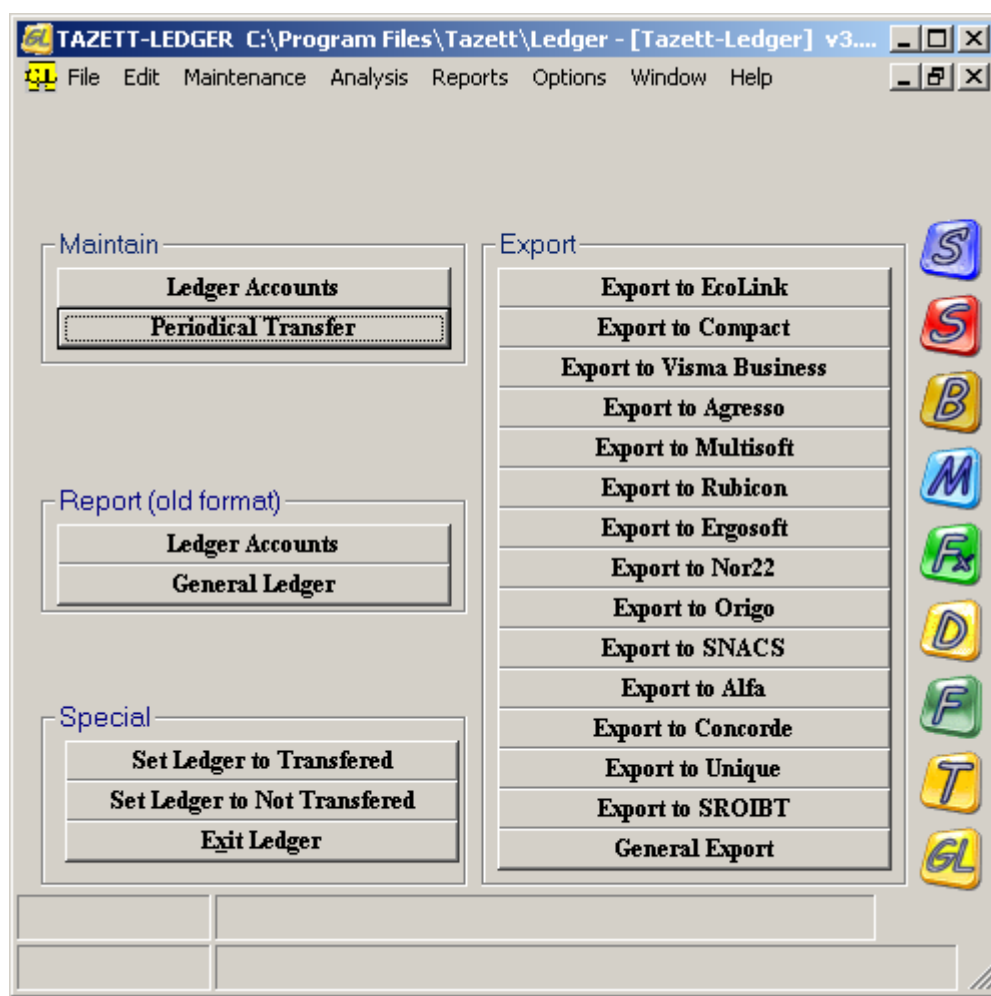 GL TAZETT-LEDGER C:\Program Files\Tazett\Ledger - [Tazett-Ledger] v3....
GL File Edit Maintenance Analysis Reports Options Window Help
Maintain
Ledger Accounts
Periodical Transfer
Report (old format)
Ledger Accounts
General Ledger
Special
Set Ledger to Transfered
Set Ledger to Not Transfered
Exit Ledger
Export
Export to EcoLink
Export to Compact
Export to Visma Business
Export to Agresso
Export to Multisoft
Export to Rubicon
Export to Ergosoft
Export to Nor22
Export to Origo
Export to SNACS
Export to Alfa
Export to Concorde
Export to Unique
Export to SROIBT
General Export
S
S
B
M
Fx
D
F
T
GL